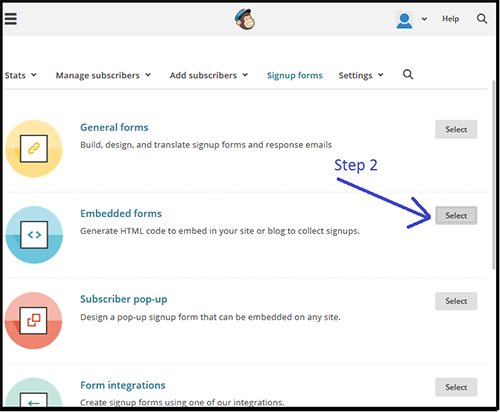 Help
Stats Manage subscribers Add subscribers Signup forms Settings
General forms
Select
Build, design, and translate signup forms and response emails
Step 2
Embedded forms
Select
Generate HTML code to embed in your site or blog to collect signups.
Subscriber pop-up
Select
Design a pop-up signup form that can be embedded on any site.
Form integrations
Select
Create signup forms using one of our integrations.